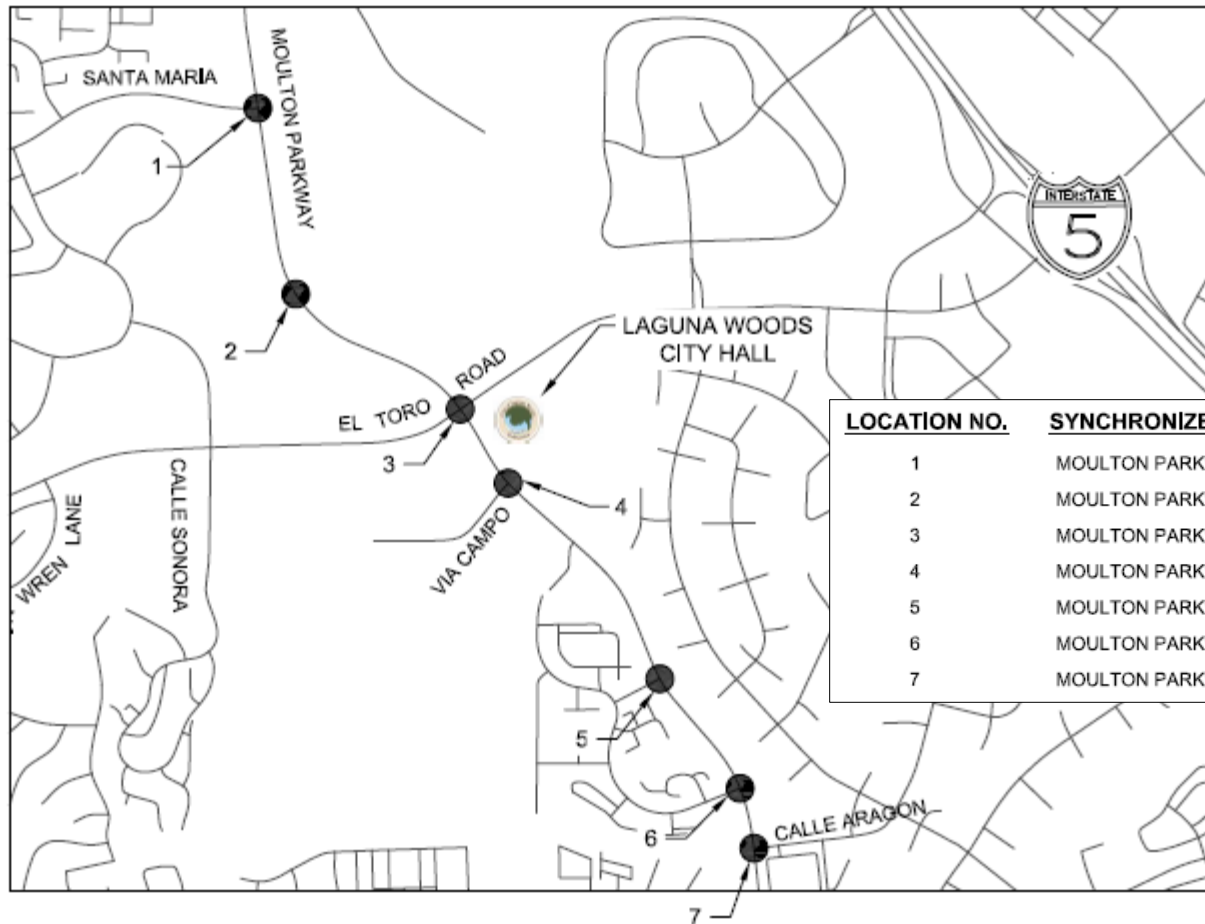 SANTA MARIA
MOULTON PARKWAY
1
INTERSTATE
5
2
LAGUNA WOODS
CITY HALL
EL TORO ROAD
3
4
VIA CAMPO
CALLE SONORA
WREN LANE
LOCATION NO. SYNCHRONIZE
1 MOULTON PARK
2 MOULTON PARK
3 MOULTON PARK
4 MOULTON PARK
5 MOULTON PARK
6 MOULTON PARK
7 MOULTON PARK
5
6
CALLE ARAGON
7